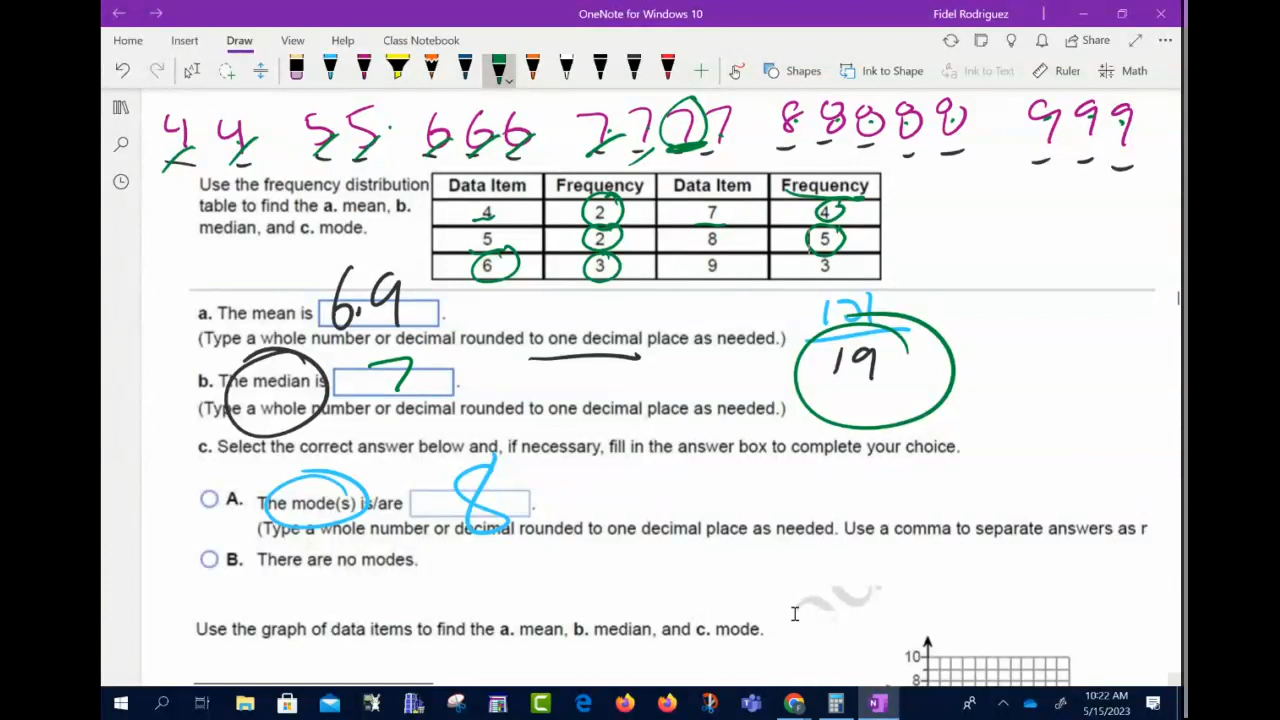 OneNote for Windows 10
Fidel Rodriguez
Home Insert Draw View Help Class Notebook
Share
Shapes Ink to Shape Ink to Text Ruler Math
4 4 5 5 6 6 6 7 7 7 7 8 8 8 8 8 9 9 9
Use the frequency distribution
table to find the a. mean, b.
median, and c. mode.
Data Item Frequency Data Item Frequency
4 2 7 4
5 2 8 5
6 3 9 3
a. The mean is 6.9 .
(Type a whole number or decimal rounded to one decimal place as needed.)
131
19
b. The median is 7 .
(Type a whole number or decimal rounded to one decimal place as needed.)
c. Select the correct answer below and, if necessary, fill in the answer box to complete your choice.
A. The mode(s) is/are 8 .
(Type a whole number or decimal rounded to one decimal place as needed. Use a comma to separate answers as r
B. There are no modes.
Use the graph of data items to find the a. mean, b. median, and c. mode.
10
8
10:22 AM
5/15/2023